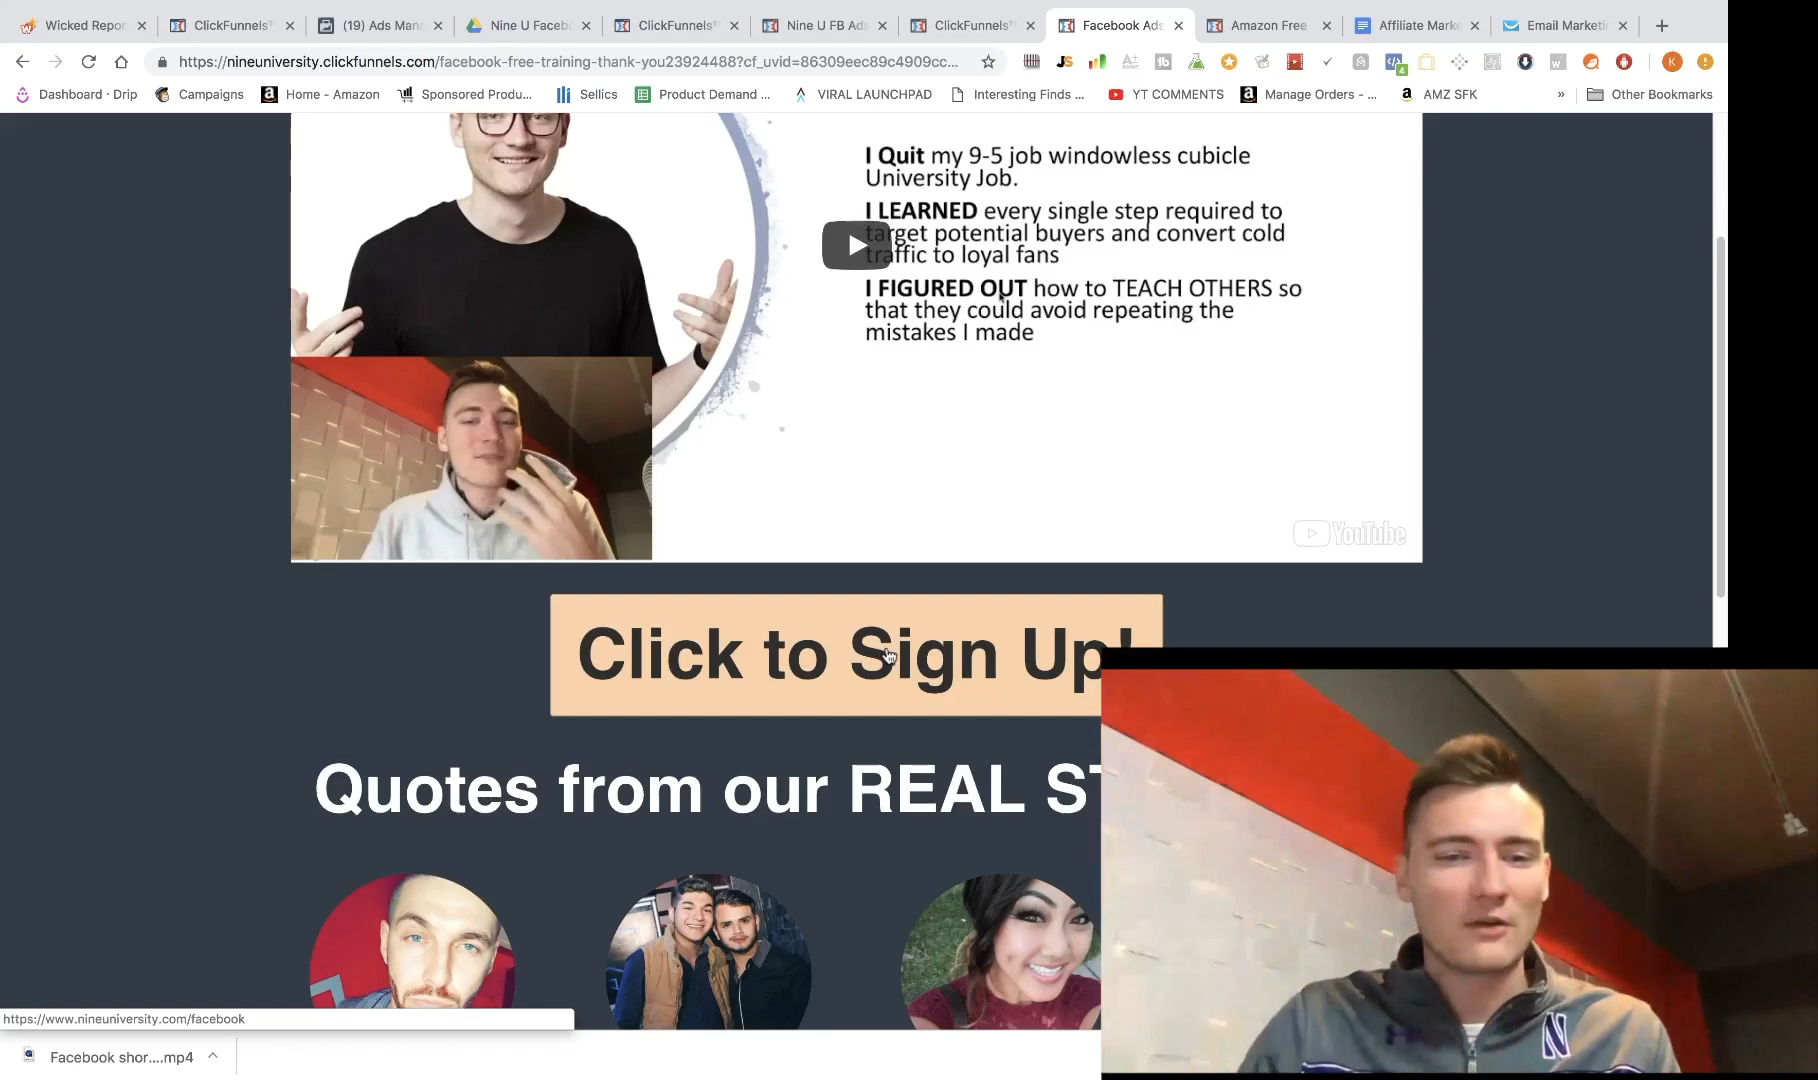 Wicked Repor
ClickFunnels™
(19) Ads Mana
Nine U Facebo
ClickFunnels™
Nine U FB Ads
ClickFunnels™
Facebook Ads
Amazon Free
Affiliate Marke
Email Marketin
https://nineuniversity.clickfunnels.com/facebook-free-training-thank-you23924488?cf_uvid=86309eec89c4909cc...
Dashboard · Drip
Campaigns
Home - Amazon
Sponsored Produ...
Sellics
Product Demand ...
VIRAL LAUNCHPAD
Interesting Finds ...
YT COMMENTS
Manage Orders - ...
AMZ SFK
»
Other Bookmarks
I Quit my 9-5 job windowless cubicle
University Job.
I LEARNED every single step required to
target potential buyers and convert cold
traffic to loyal fans
I FIGURED OUT how to TEACH OTHERS so
that they could avoid repeating the
mistakes I made
YouTube
Click to Sign Up!
Quotes from our REAL ST
N
https://www.nineuniversity.com/facebook
Facebook shor....mp4